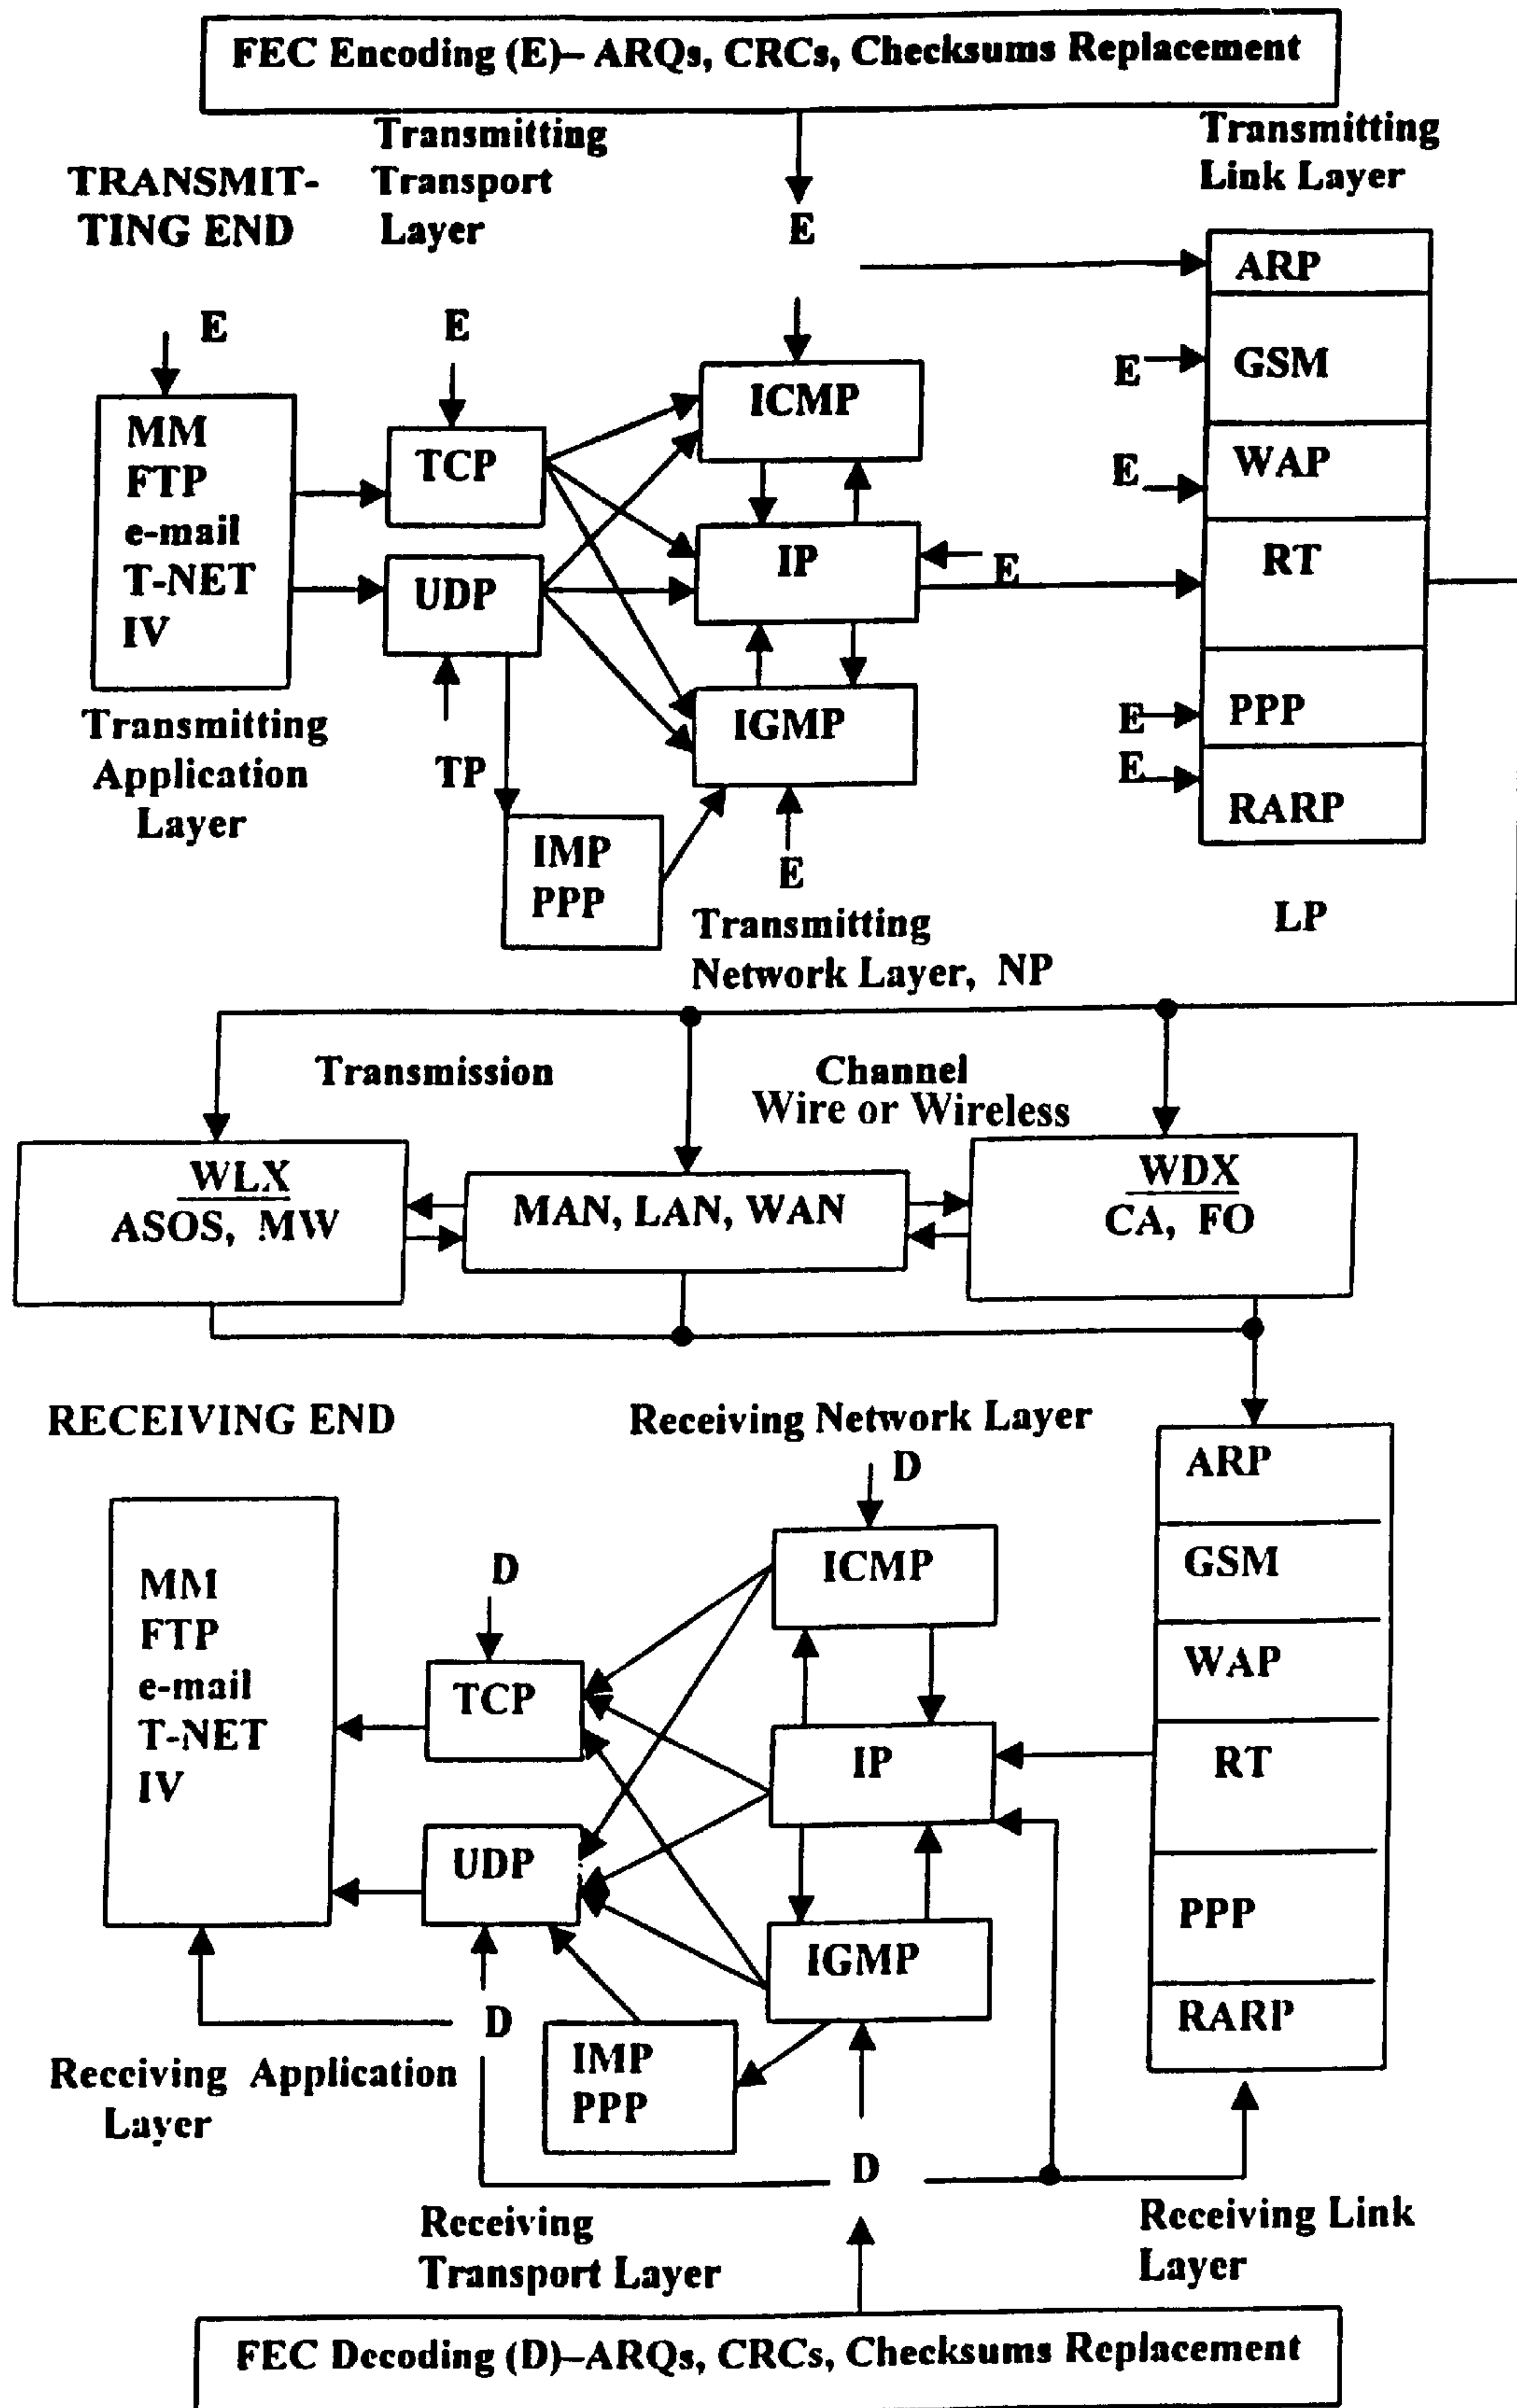 FEC Encoding (E)– ARQs, CRCs, Checksums Replacement
Transmitting
Transport
Layer
Transmitting
Link Layer
TRANSMIT-
TING END
E
E
E
MM
FTP
e-mail
T-NET
IV
Transmitting
Application
Layer
TCP
UDP
TP
IMP
PPP
ICMP
IP
E
IGMP
E
Transmitting
Network Layer, NP
ARP
E
GSM
E
WAP
RT
E
PPP
E
RARP
LP
Transmission
Channel
Wire or Wireless
WLX
ASOS, MW
MAN, LAN, WAN
WDX
CA, FO
RECEIVING END
Receiving Network Layer
D
MM
FTP
e-mail
T-NET
IV
D
TCP
UDP
D
Receiving Application
Layer
ICMP
IP
IGMP
IMP
PPP
D
ARP
GSM
WAP
RT
PPP
RARP
Receiving
Transport Layer
Receiving Link
Layer
FEC Decoding (D)–ARQs, CRCs, Checksums Replacement